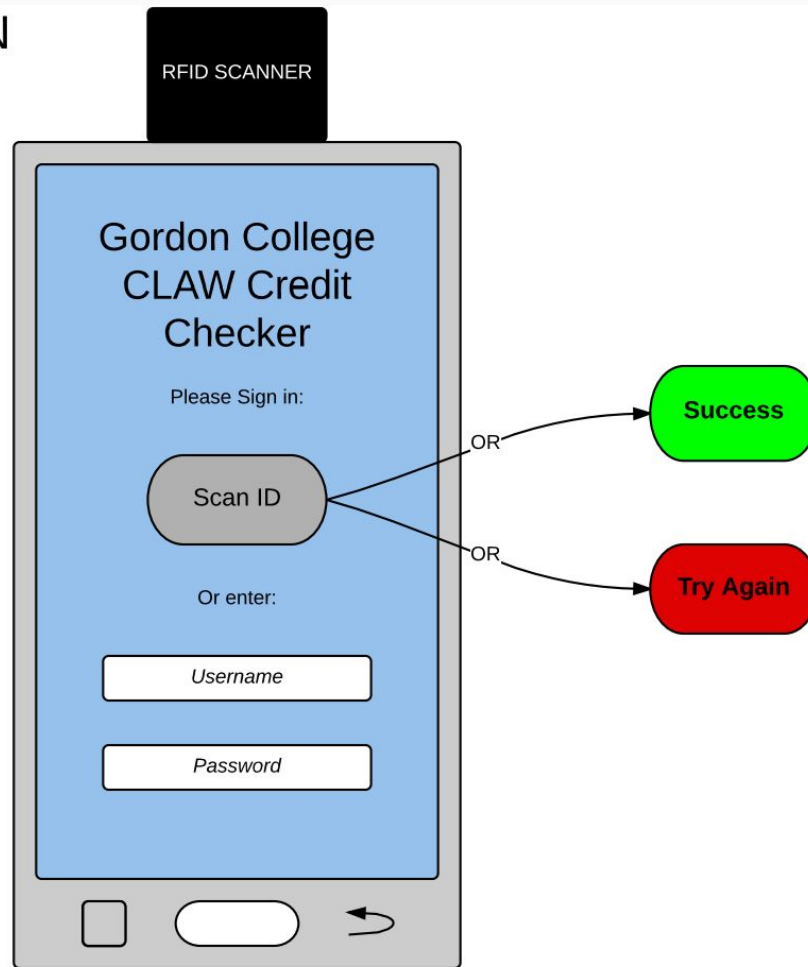 N
RFID SCANNER
Gordon College
CLAW Credit
Checker
Please Sign in:
Scan ID
OR
Success
OR
Try Again
Or enter:
Username
Password